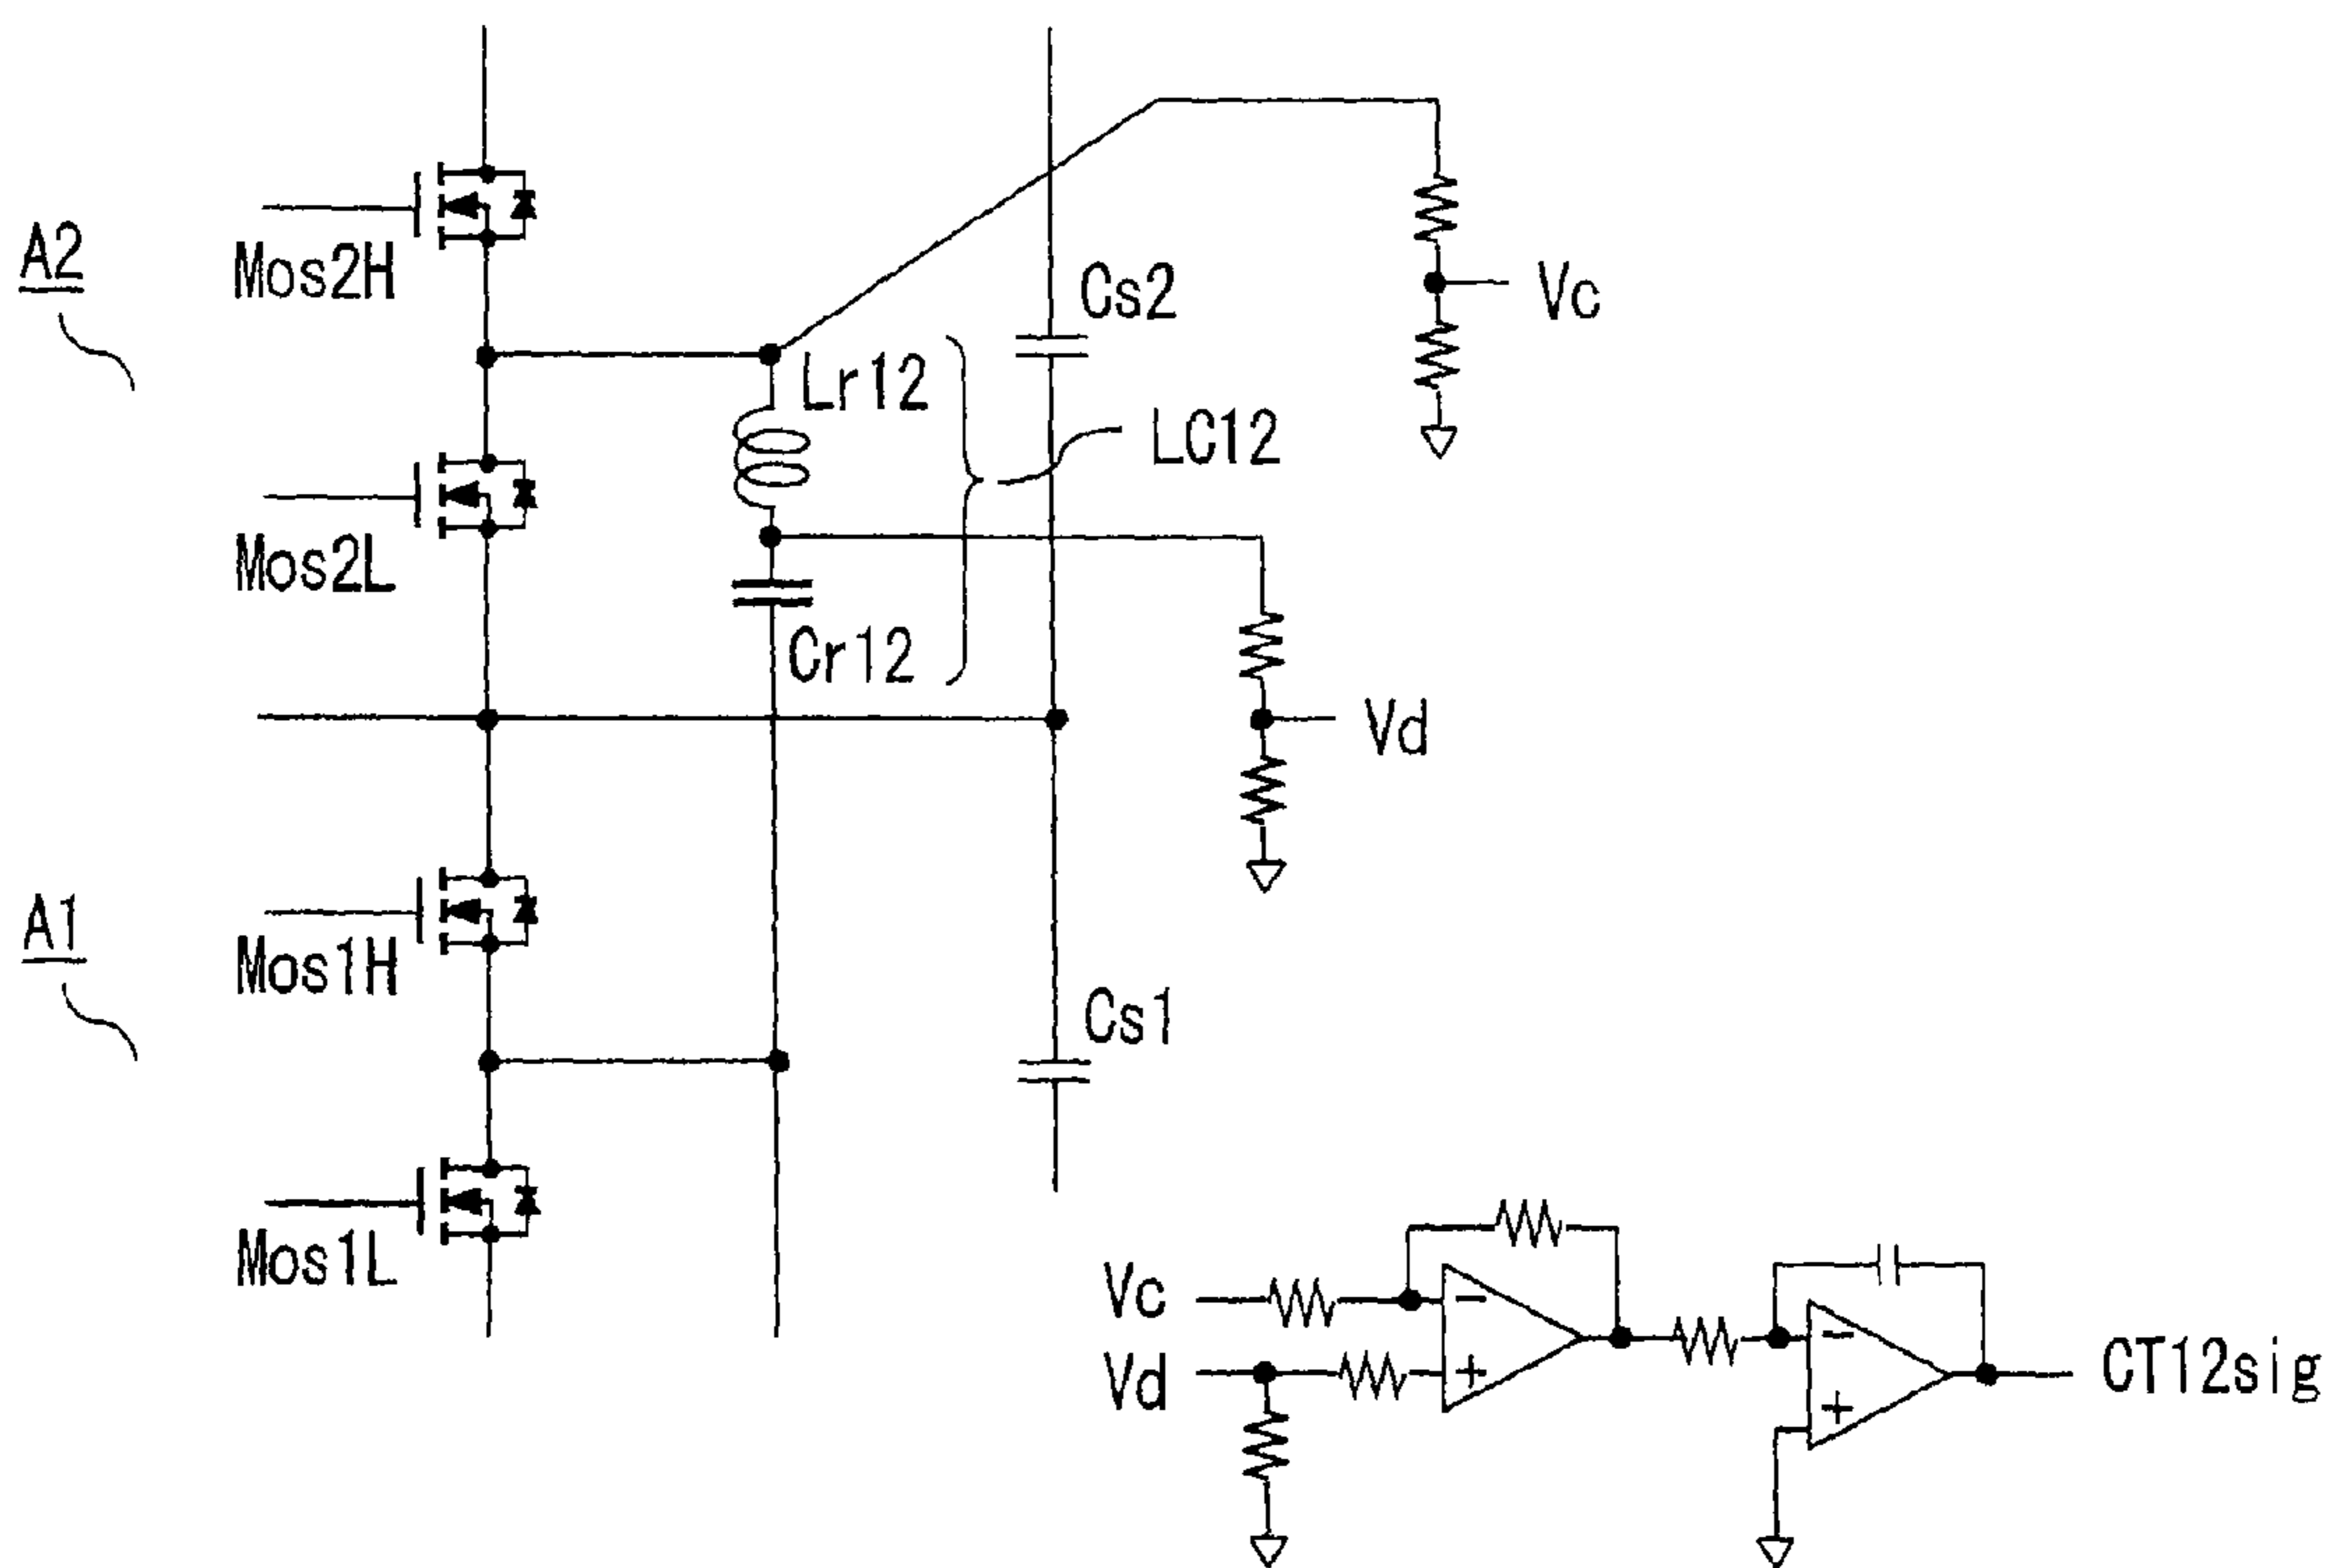 A2
Mos2H
Cs2
Vc
Lr12
LC12
Mos2L
Cr12
Vd
A1
Mos1H
Cs1
Mos1L
Vc
−
Vd
+
−
+
CT12sig